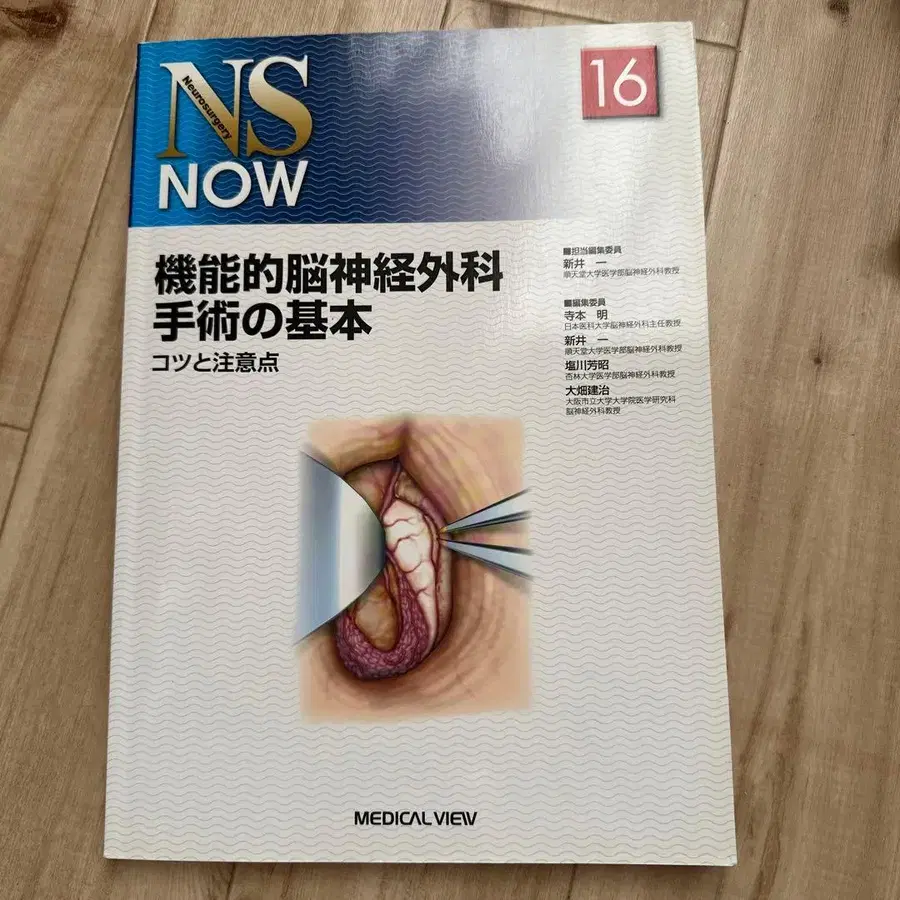 NS
Neurosurgery
NOW
16
機能的脳神経外科
手術の基本
コツと注意点
■担当編集委員
新井 一
順天堂大学医学部脳神経外科教授
■編集委員
寺本 明
日本医科大学脳神経外科主任教授
新井 一
順天堂大学医学部脳神経外科教授
塩川芳昭
杏林大学医学部脳神経外科教授
大畑建治
大阪市立大学大学院医学研究科
脳神経外科教授
MEDICAL VIEW